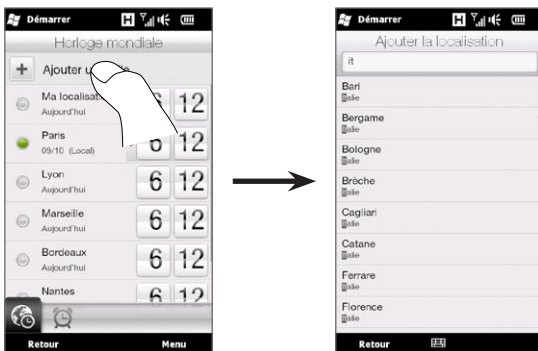 Démarrer
H
Horloge mondiale
Ajouter u
Ma localisat
Aujourd'hui
6 12
Paris
09/10 (Local)
6 12
Lyon
Aujourd'hui
6 12
Marseille
Aujourd'hui
6 12
Bordeaux
Aujourd'hui
6 12
Nantes
6 12
Retour Menu
Démarrer
H
Ajouter la localisation
it
Bari
Italie
Bergame
Italie
Bologne
Italie
Brèche
Italie
Cagliari
Italie
Catane
Italie
Ferrare
Italie
Florence
Italie
Retour